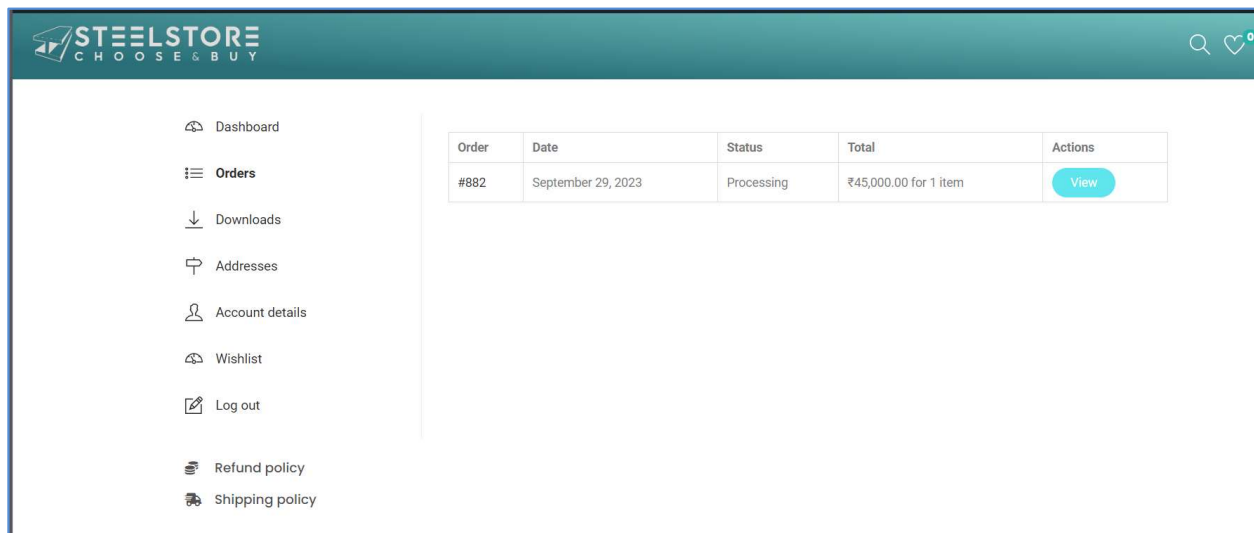 STEELSTORE
CHOOSE & BUY
0
Dashboard
Orders
Downloads
Addresses
Account details
Wishlist
Log out
Refund policy
Shipping policy
Order Date Status Total Actions
#882 September 29, 2023 Processing ₹45,000.00 for 1 item View